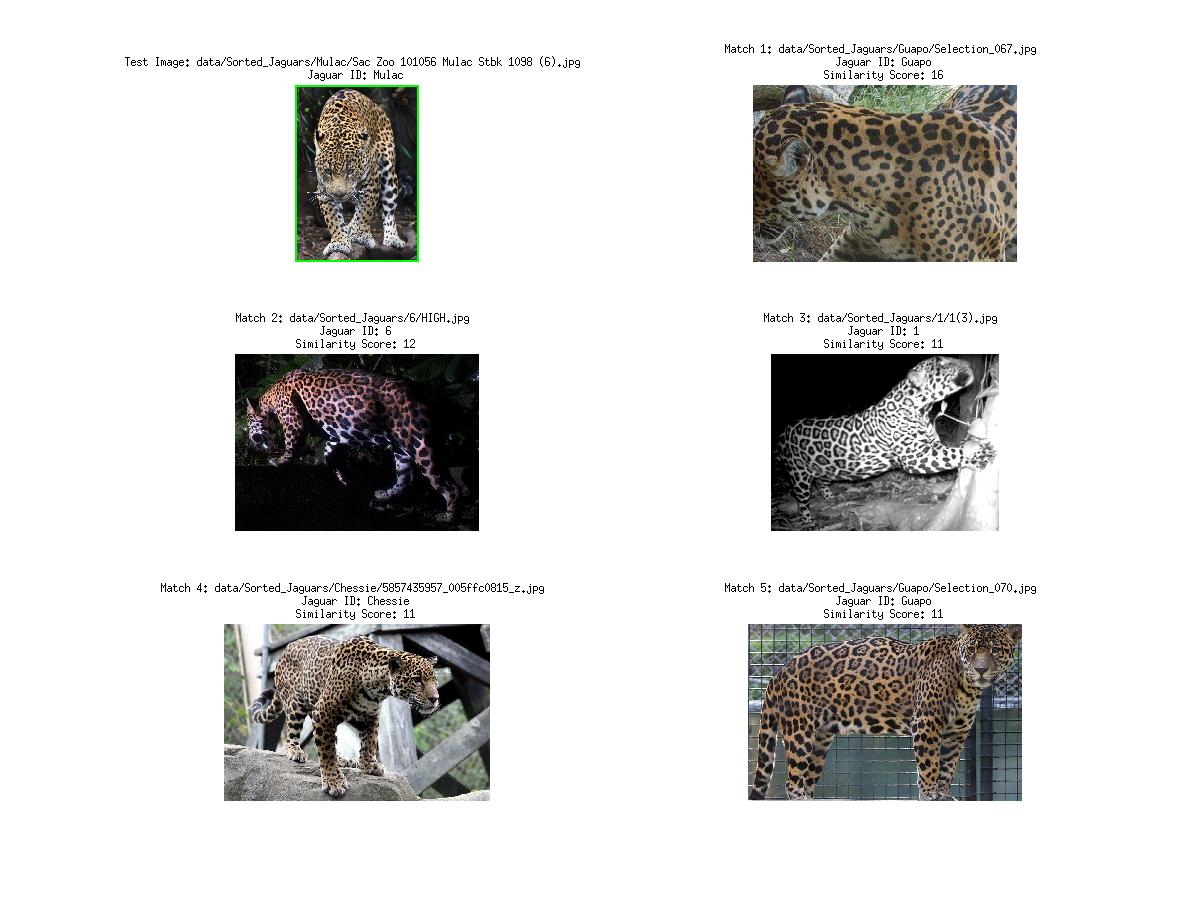 Test Image: data/Sorted_Jaguars/Mulac/Sac Zoo 101056 Mulac Stbk 1098 (6).jpg
Jaguar ID: Mulac
Match 1: data/Sorted_Jaguars/Guapo/Selection_067.jpg
Jaguar ID: Guapo
Similarity Score: 16
Match 2: data/Sorted_Jaguars/6/HIGH.jpg
Jaguar ID: 6
Similarity Score: 12
Match 3: data/Sorted_Jaguars/1/1(3).jpg
Jaguar ID: 1
Similarity Score: 11
Match 4: data/Sorted_Jaguars/Chessie/5857435957_005ffc0815_z.jpg
Jaguar ID: Chessie
Similarity Score: 11
Match 5: data/Sorted_Jaguars/Guapo/Selection_070.jpg
Jaguar ID: Guapo
Similarity Score: 11